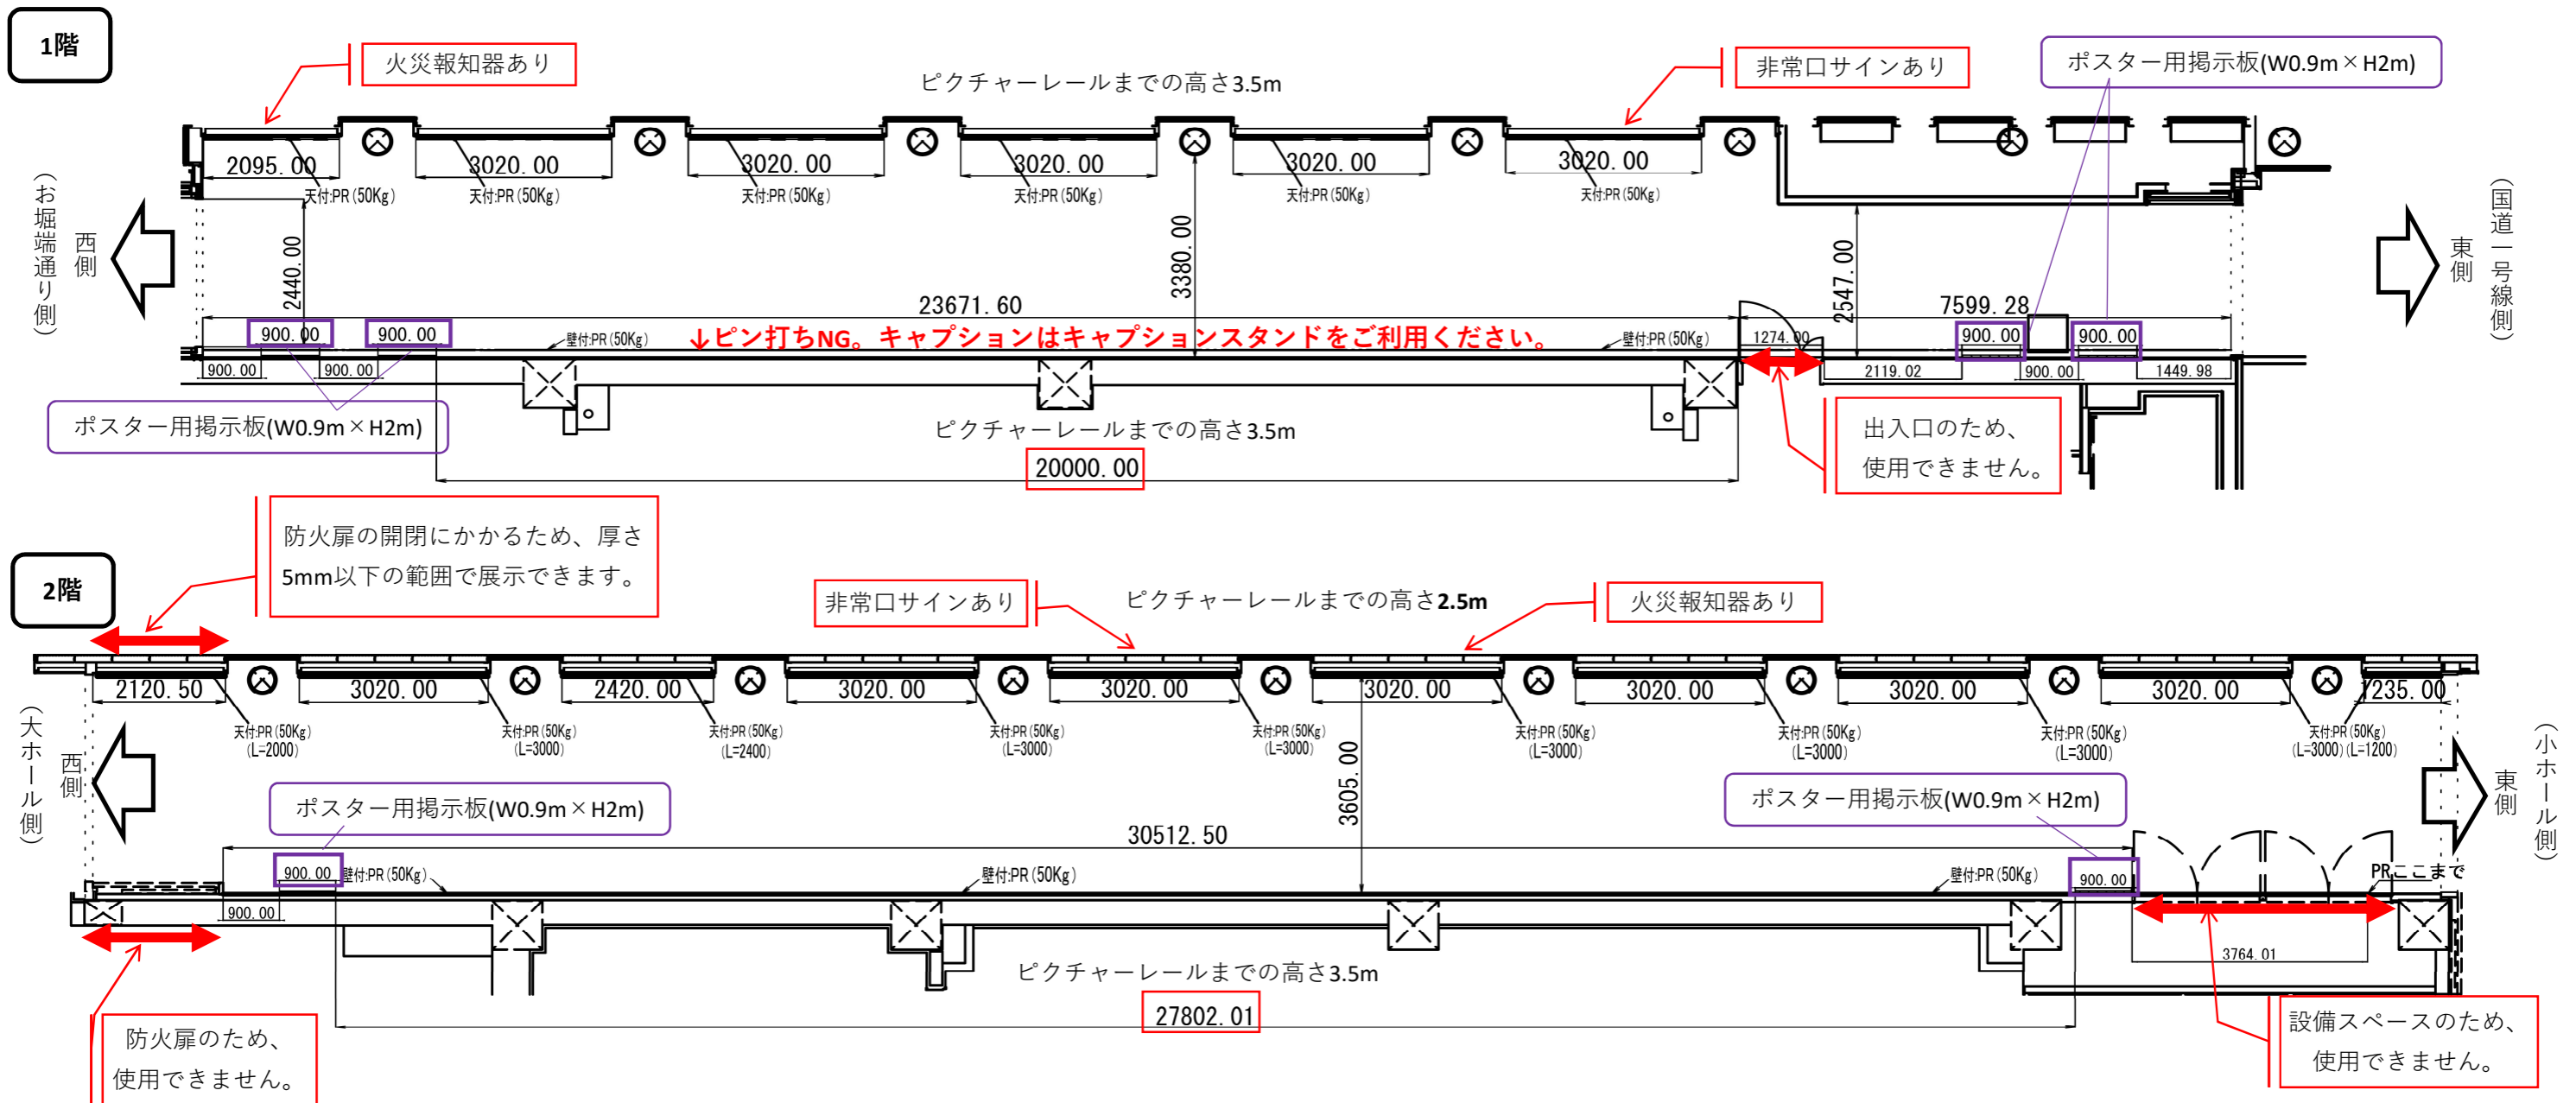 1階
火災報知器あり
ピクチャーレールまでの高さ3.5m
非常口サインあり
ポスター用掲示板(W0.9m×H2m)
2095.00
3020.00
3020.00
3020.00
3020.00
3020.00
天付:PR(50Kg)
天付:PR(50Kg)
天付:PR(50Kg)
天付:PR(50Kg)
天付:PR(50Kg)
天付:PR(50Kg)
(お堀端通り側)
西側
2440.00
3380.00
2547.00
東側
(国道一号線側)
23671.60
7599.28
900.00
900.00
壁付:PR(50Kg)
↓ピン打ちNG。キャプションはキャプションスタンドをご利用ください。
壁付:PR(50Kg)
1274.00
900.00
900.00
900.00
900.00
2119.02
900.00
1449.98
ポスター用掲示板(W0.9m×H2m)
ピクチャーレールまでの高さ3.5m
20000.00
出入口のため、
使用できません。
2階
防火扉の開閉にかかるため、厚さ
5mm以下の範囲で展示できます。
非常口サインあり
ピクチャーレールまでの高さ2.5m
火災報知器あり
2120.50
3020.00
2420.00
3020.00
3020.00
3020.00
3020.00
3020.00
3020.00
1235.00
天付:PR(50Kg)
(L=2000)
天付:PR(50Kg)
(L=3000)
天付:PR(50Kg)
(L=2400)
天付:PR(50Kg)
(L=3000)
天付:PR(50Kg)
(L=3000)
天付:PR(50Kg)
(L=3000)
天付:PR(50Kg)
(L=3000)
天付:PR(50Kg)
(L=3000)
天付:PR(50Kg)
(L=3000)(L=1200)
(大ホール側)
西側
3605.00
東側
(小ホール側)
ポスター用掲示板(W0.9m×H2m)
ポスター用掲示板(W0.9m×H2m)
30512.50
900.00
壁付:PR(50Kg)
壁付:PR(50Kg)
壁付:PR(50Kg)
900.00
PRここまで
900.00
3764.01
ピクチャーレールまでの高さ3.5m
27802.01
防火扉のため、
使用できません。
設備スペースのため、
使用できません。